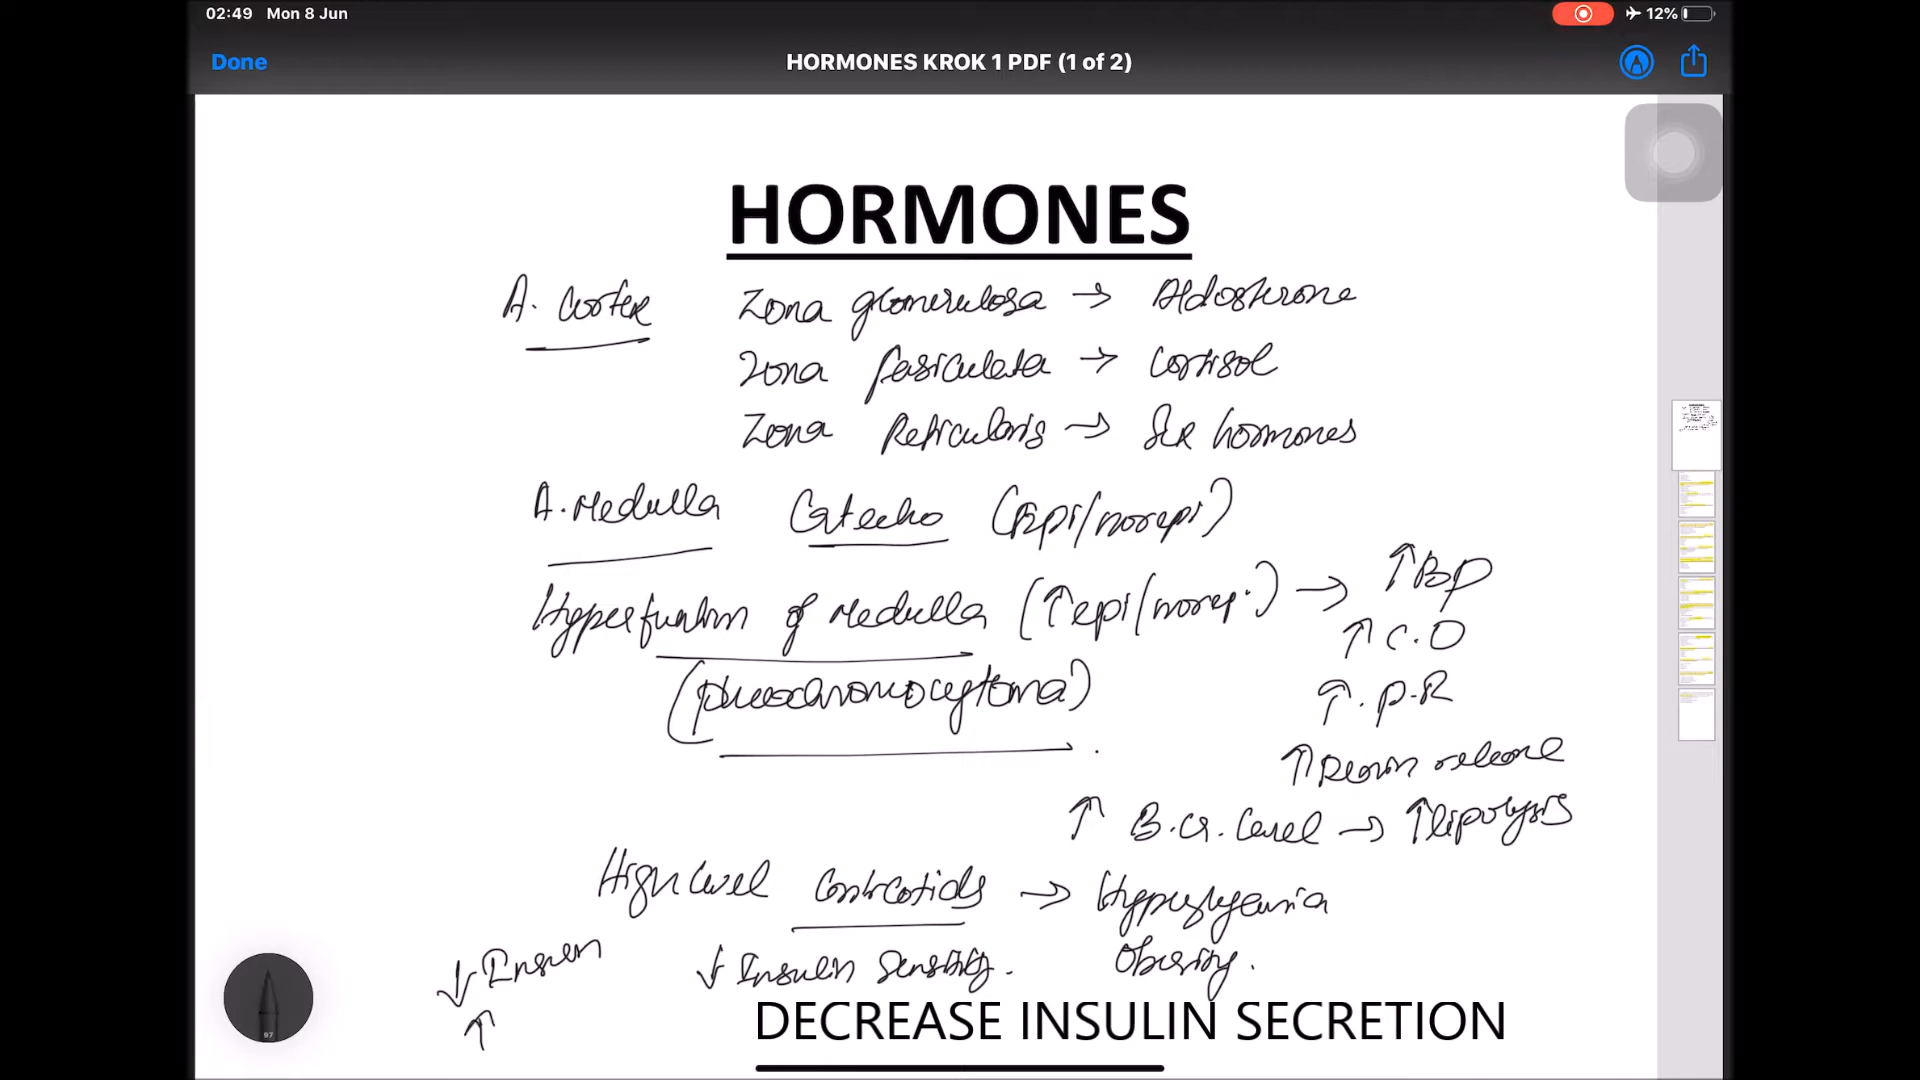 02:49 Mon 8 Jun 12%
Done HORMONES KROK 1 PDF (1 of 2)
HORMONES
A. Cortex Zona glomerulosa → Aldosterone
Zona fasiculata → Cortisol
Zona Reticularis → Sex hormones
A. Medulla Catecho (Epi/norepi)
Hyperfunction of Medulla (↑epi/norepi.) → ↑BP
↑ C.O
(pheochromocytoma) ↑. P.R
↑ Renin release
↑ B.G. Level → ↑lipolysis
High level → Hyperglycemia
↓ Insulin ↓ Insulin Sensitivity. Obesity.
↑
DECREASE INSULIN SECRETION
97